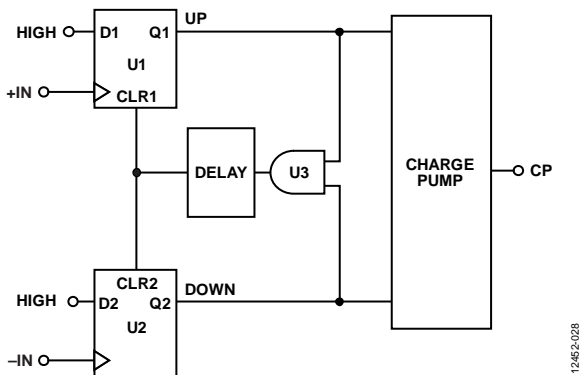 HIGH D1 Q1 UP
U1
+IN
CLR1
DELAY U3 CHARGE
PUMP CP
CLR2
HIGH D2 Q2 DOWN
U2
–IN
12452-028